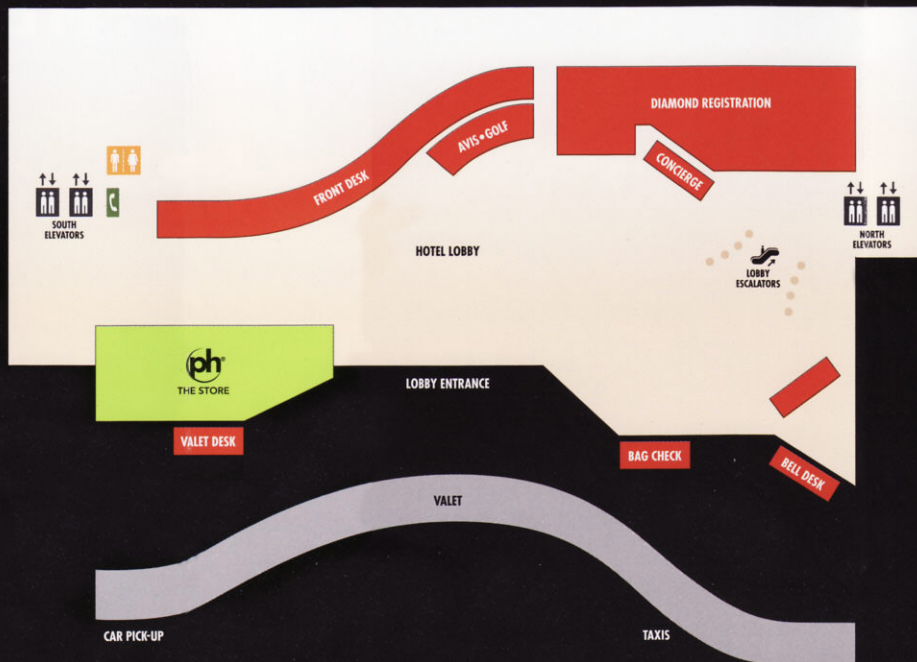 DIAMOND REGISTRATION
AVIS•GOLF
CONCIERGE
FRONT DESK
SOUTH
ELEVATORS
NORTH
ELEVATORS
HOTEL LOBBY
LOBBY
ESCALATORS
ph®
THE STORE
LOBBY ENTRANCE
VALET DESK
BAG CHECK
BELL DESK
VALET
CAR PICK-UP
TAXIS